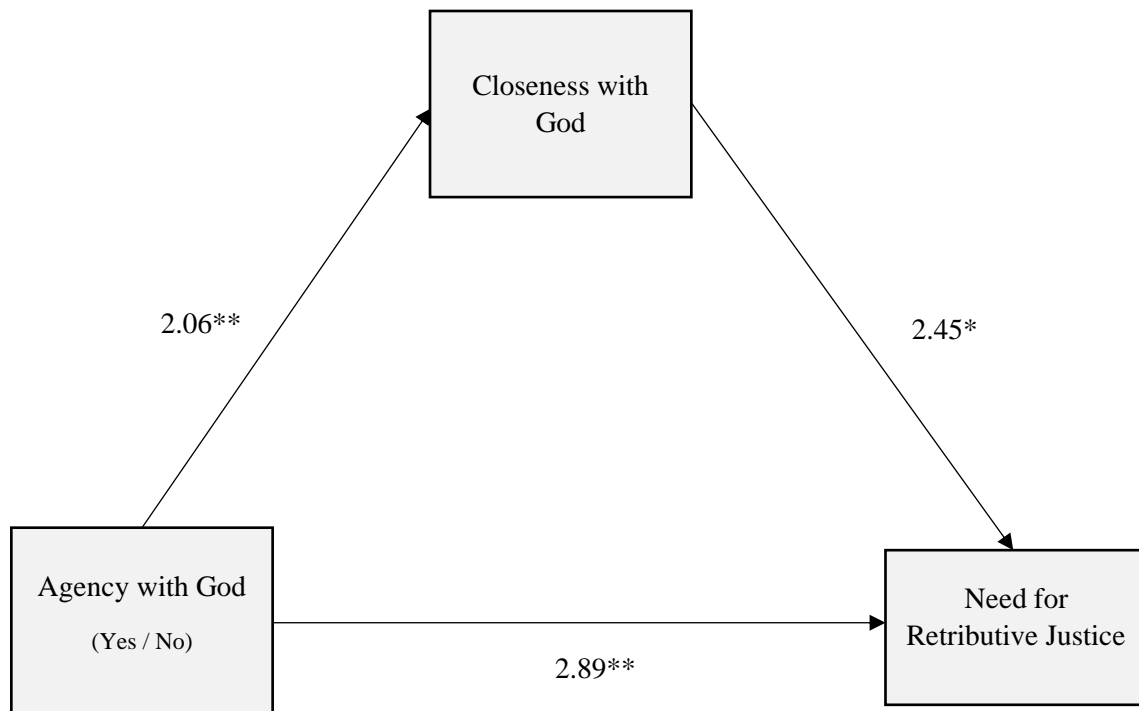 Closeness with
God
2.06**
2.45*
Agency with God
(Yes / No)
Need for
Retributive Justice
2.89**